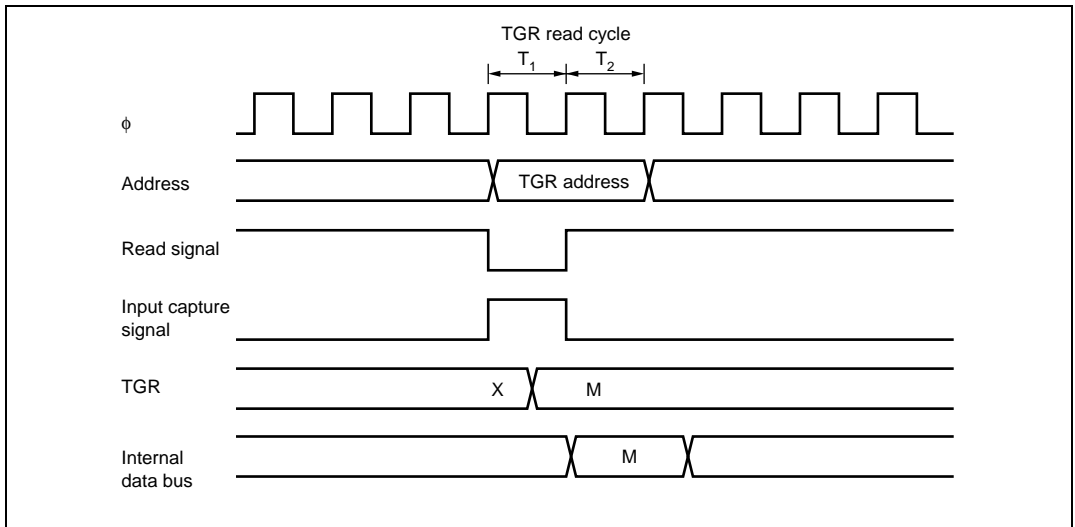 TGR read cycle
T1 T2
φ
Address
TGR address
Read signal
Input capture
signal
TGR
X M
Internal
data bus
M